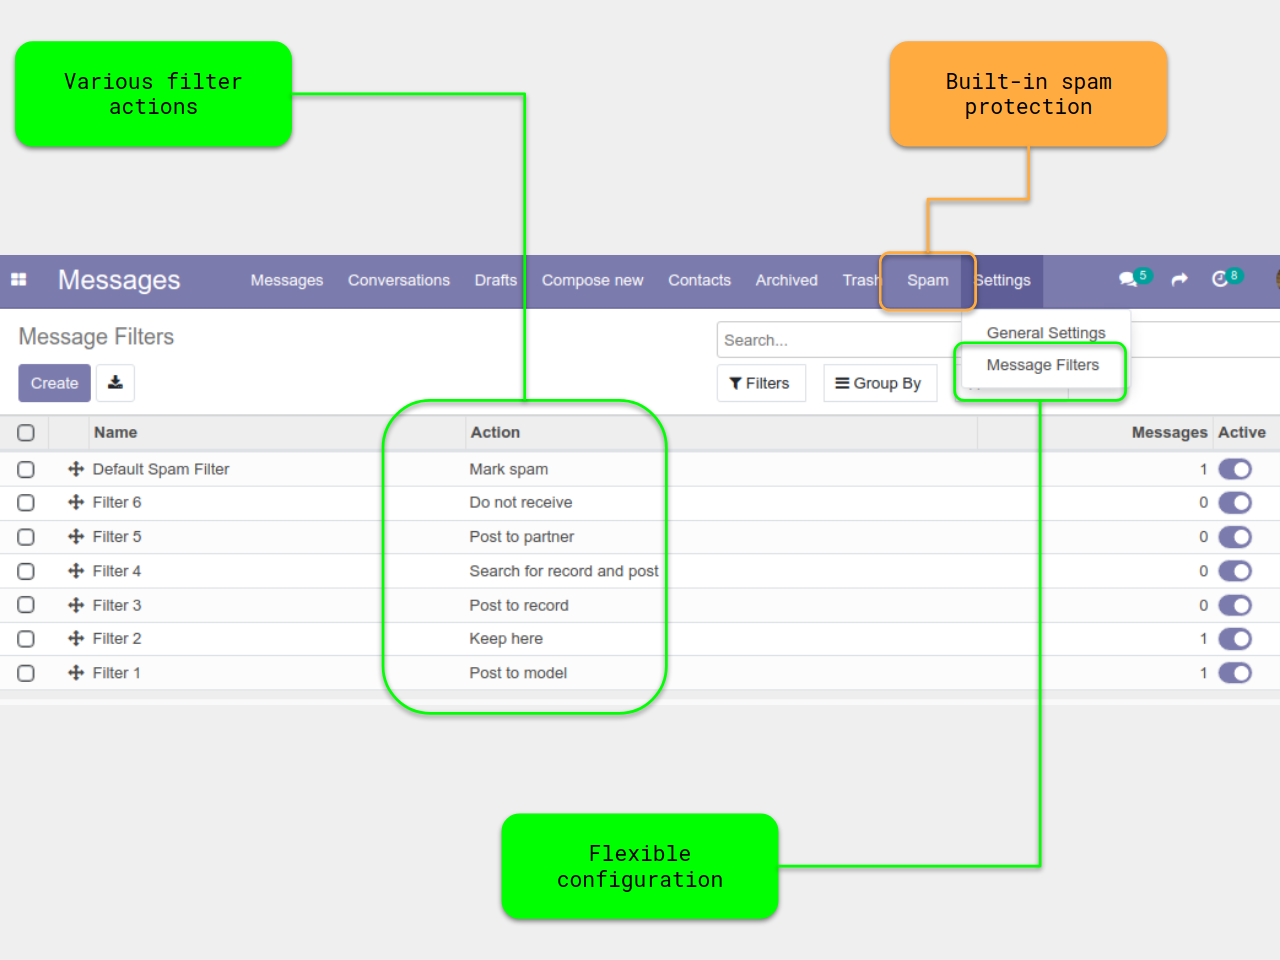 Various filter
actions
Built-in spam
protection
Messages Messages Conversations Drafts Compose new Contacts Archived Trash Spam Settings 5 8
Message Filters Search... General Settings
Message Filters
Create Filters Group By
Name Action Messages Active
Default Spam Filter Mark spam 1
Filter 6 Do not receive 0
Filter 5 Post to partner 0
Filter 4 Search for record and post 0
Filter 3 Post to record 0
Filter 2 Keep here 1
Filter 1 Post to model 1
Flexible
configuration